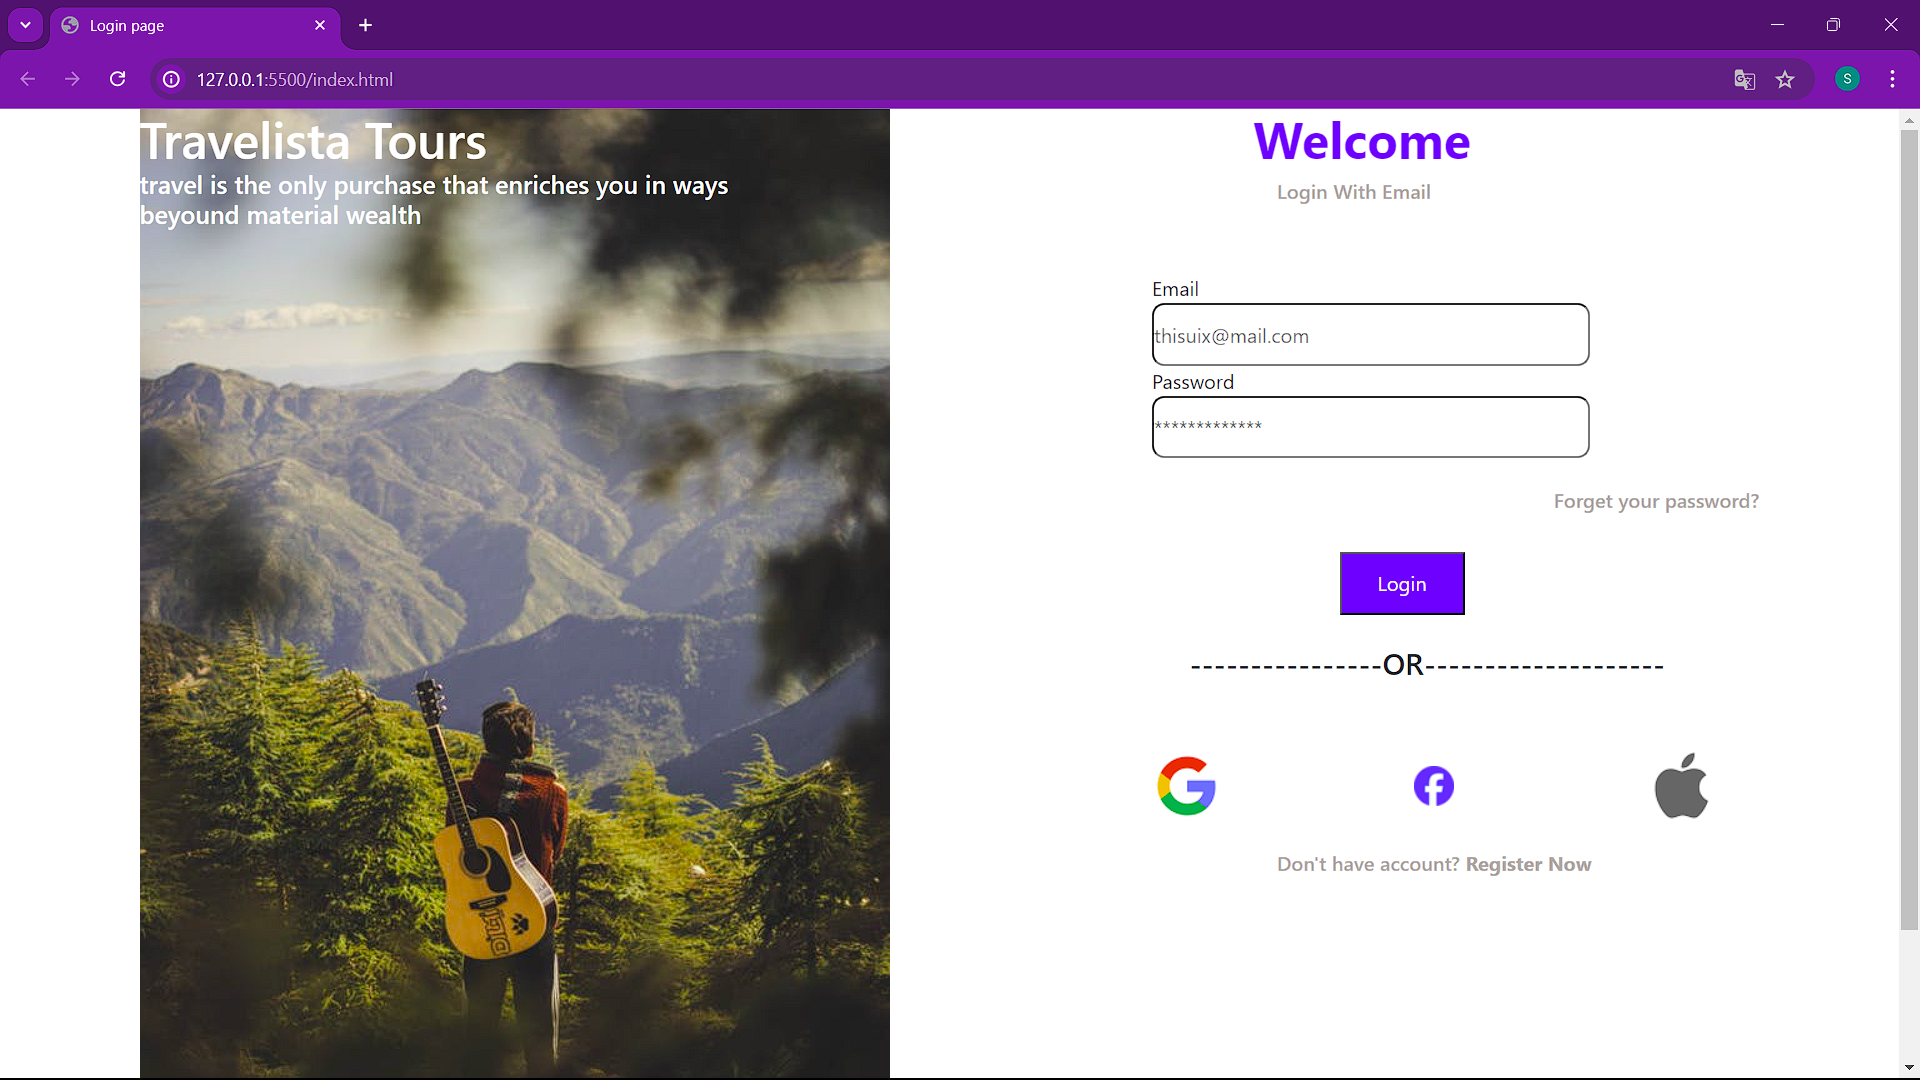 Login page
127.0.0.1:5500/index.html
S
Travelista Tours
travel is the only purchase that enriches you in ways
beyound material wealth
Welcome
Login With Email
Email
thisuix@mail.com
Password
*************
Forget your password?
Login
----------------OR--------------------
Don't have account? Register Now